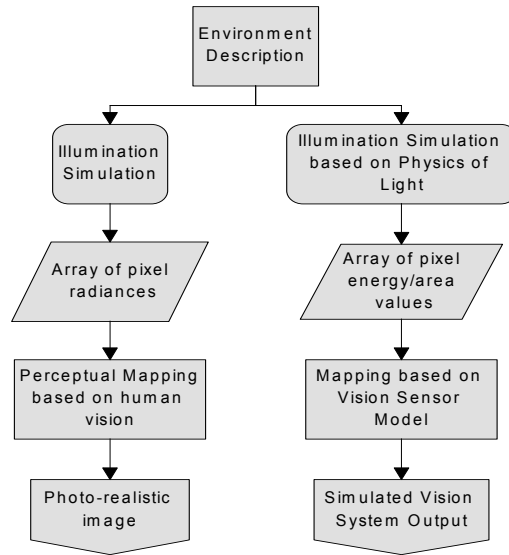 Environment
Description
Illumination
Simulation
Illumination Simulation
based on Physics of
Light
Array of pixel
radiances
Array of pixel
energy/area
values
Perceptual Mapping
based on human
vision
Mapping based on
Vision Sensor
Model
Photo-realistic
image
Simulated Vision
System Output